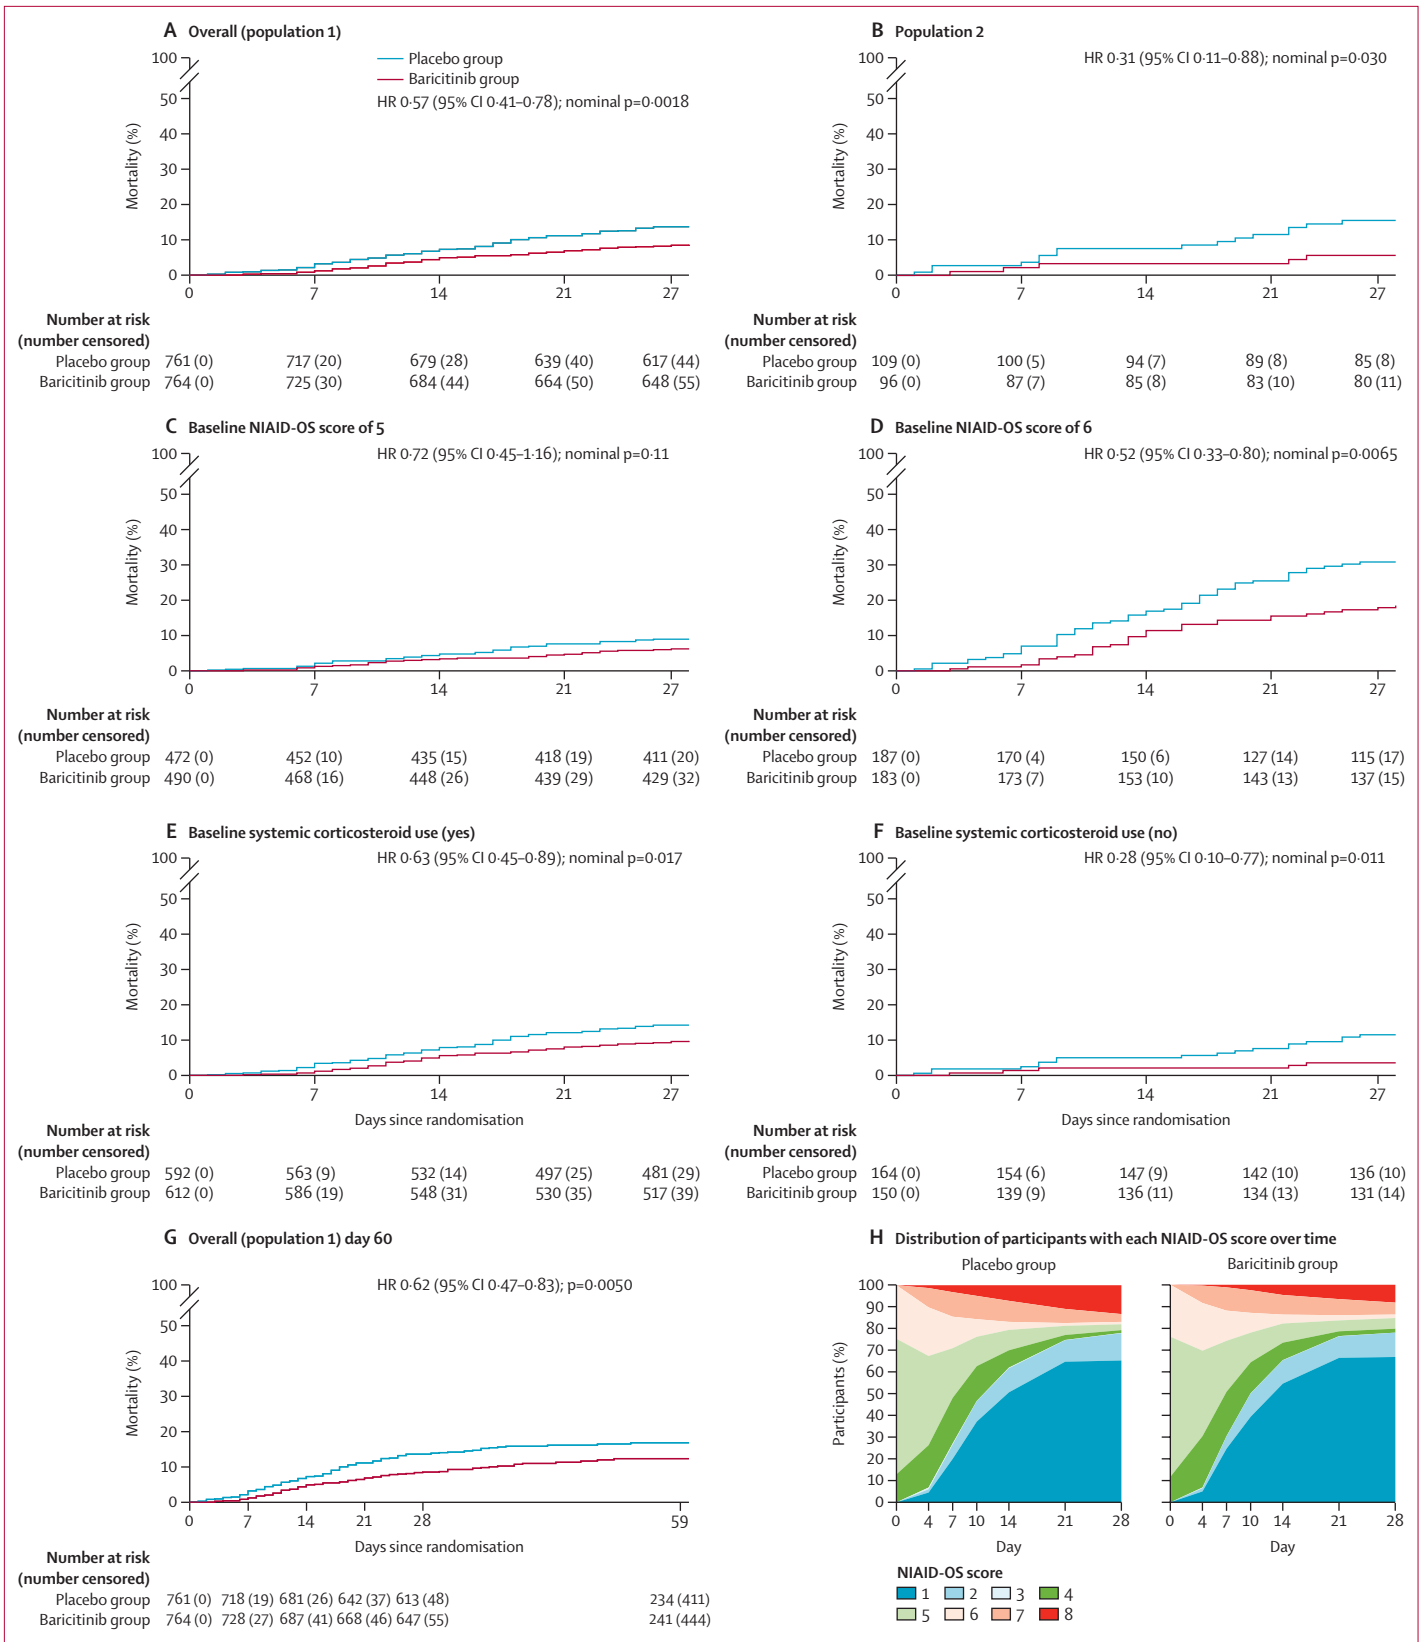 A Overall (population 1)
Placebo group
Baricitinib group
HR 0·57 (95% CI 0·41–0·78); nominal p=0·0018
Mortality (%)
100
50
40
30
20
10
0
0 7 14 21 27
Number at risk
(number censored)
Placebo group 761 (0) 717 (20) 679 (28) 639 (40) 617 (44)
Baricitinib group 764 (0) 725 (30) 684 (44) 664 (50) 648 (55)
B Population 2
HR 0·31 (95% CI 0·11–0·88); nominal p=0·030
Mortality (%)
100
50
40
30
20
10
0
0 7 14 21 27
Number at risk
(number censored)
Placebo group 109 (0) 100 (5) 94 (7) 89 (8) 85 (8)
Baricitinib group 96 (0) 87 (7) 85 (8) 83 (10) 80 (11)
C Baseline NIAID-OS score of 5
HR 0·72 (95% CI 0·45–1·16); nominal p=0·11
Mortality (%)
100
50
40
30
20
10
0
0 7 14 21 27
Number at risk
(number censored)
Placebo group 472 (0) 452 (10) 435 (15) 418 (19) 411 (20)
Baricitinib group 490 (0) 468 (16) 448 (26) 439 (29) 429 (32)
D Baseline NIAID-OS score of 6
HR 0·52 (95% CI 0·33–0·80); nominal p=0·0065
Mortality (%)
100
50
40
30
20
10
0
0 7 14 21 27
Number at risk
(number censored)
Placebo group 187 (0) 170 (4) 150 (6) 127 (14) 115 (17)
Baricitinib group 183 (0) 173 (7) 153 (10) 143 (13) 137 (15)
E Baseline systemic corticosteroid use (yes)
HR 0·63 (95% CI 0·45–0·89); nominal p=0·017
Mortality (%)
100
50
40
30
20
10
0
0 7 14 21 27
Days since randomisation
Number at risk
(number censored)
Placebo group 592 (0) 563 (9) 532 (14) 497 (25) 481 (29)
Baricitinib group 612 (0) 586 (19) 548 (31) 530 (35) 517 (39)
F Baseline systemic corticosteroid use (no)
HR 0·28 (95% CI 0·10–0·77); nominal p=0·011
Mortality (%)
100
50
40
30
20
10
0
0 7 14 21 27
Days since randomisation
Number at risk
(number censored)
Placebo group 164 (0) 154 (6) 147 (9) 142 (10) 136 (10)
Baricitinib group 150 (0) 139 (9) 136 (11) 134 (13) 131 (14)
G Overall (population 1) day 60
HR 0·62 (95% CI 0·47–0·83); p=0·0050
Mortality (%)
100
50
40
30
20
10
0
0 7 14 21 28 59
Days since randomisation
Number at risk
(number censored)
Placebo group 761 (0) 718 (19) 681 (26) 642 (37) 613 (48) 234 (411)
Baricitinib group 764 (0) 728 (27) 687 (41) 668 (46) 647 (55) 241 (444)
H Distribution of participants with each NIAID-OS score over time
Placebo group
Baricitinib group
Participants (%)
100
90
80
70
60
50
40
30
20
10
0
0 4 7 10 14 21 28
0 4 7 10 14 21 28
Day
Day
NIAID-OS score
1 2 3 4
5 6 7 8